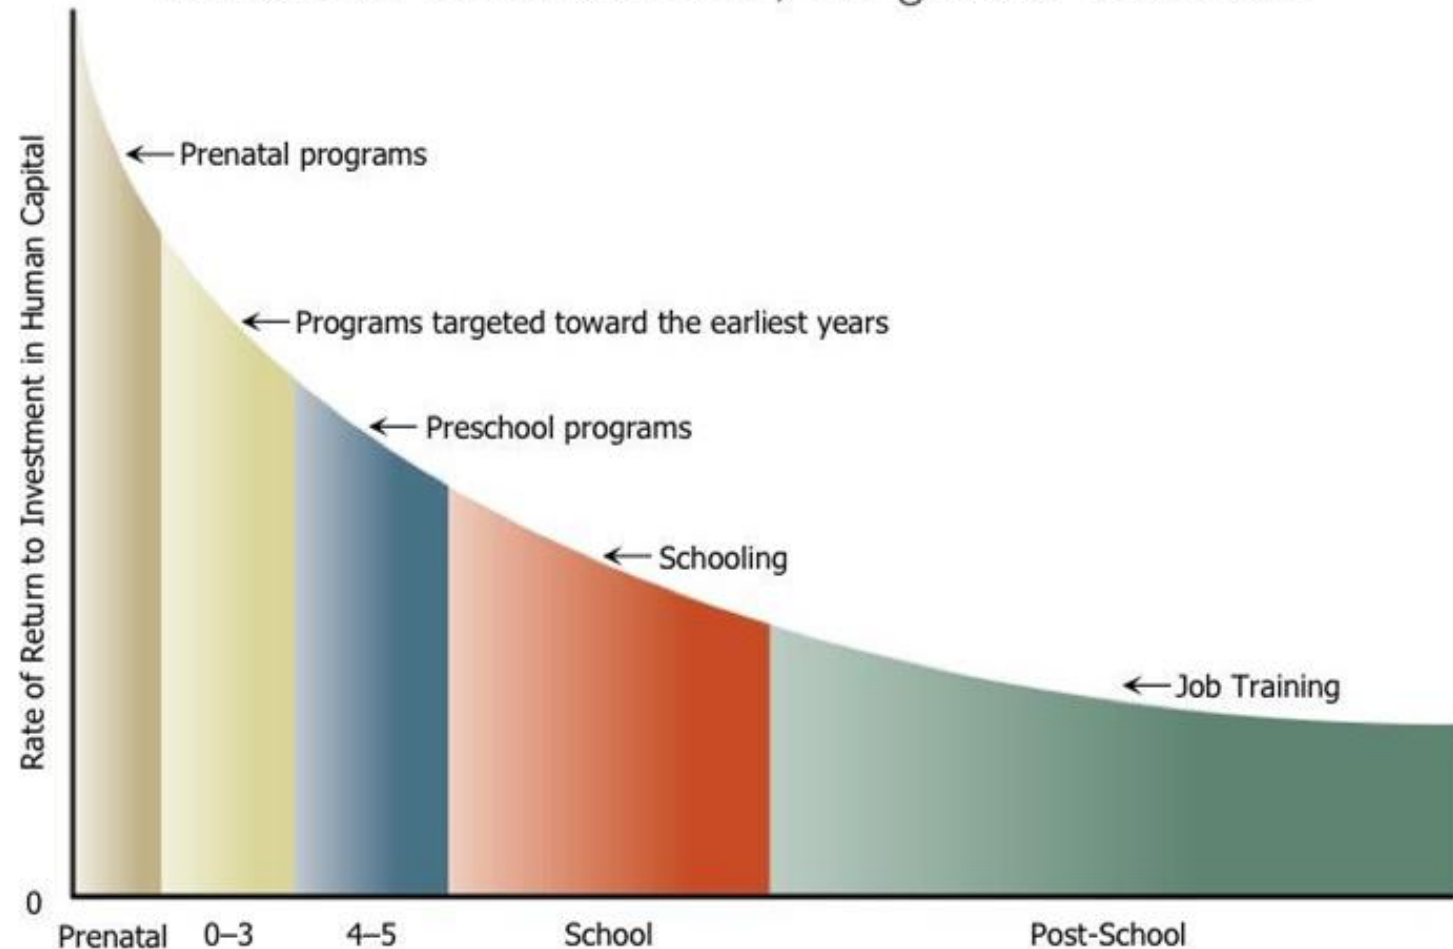 Rate of Return to Investment in Human Capital
Prenatal programs
Programs targeted toward the earliest years
Preschool programs
Schooling
Job Training
0
Prenatal 0–3 4–5 School Post-School